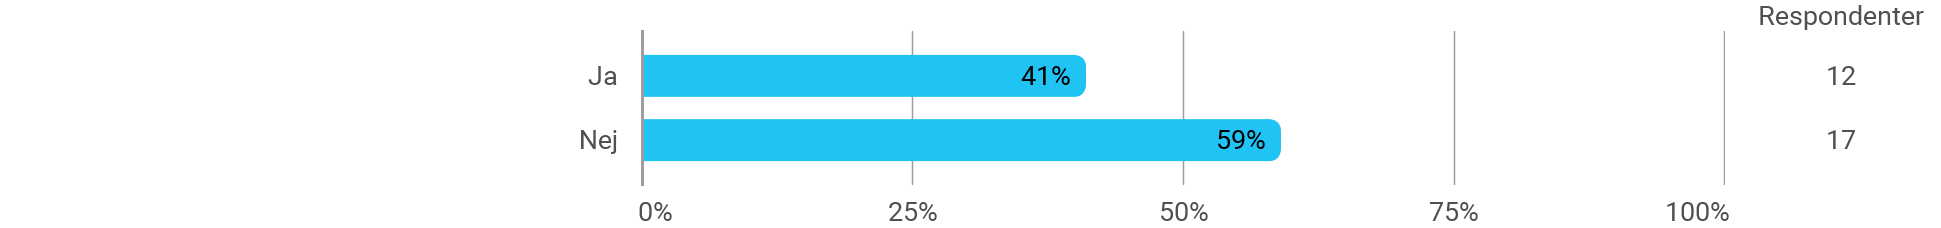 Respondenter
Ja 41% 12
Nej 59% 17
0% 25% 50% 75% 100%